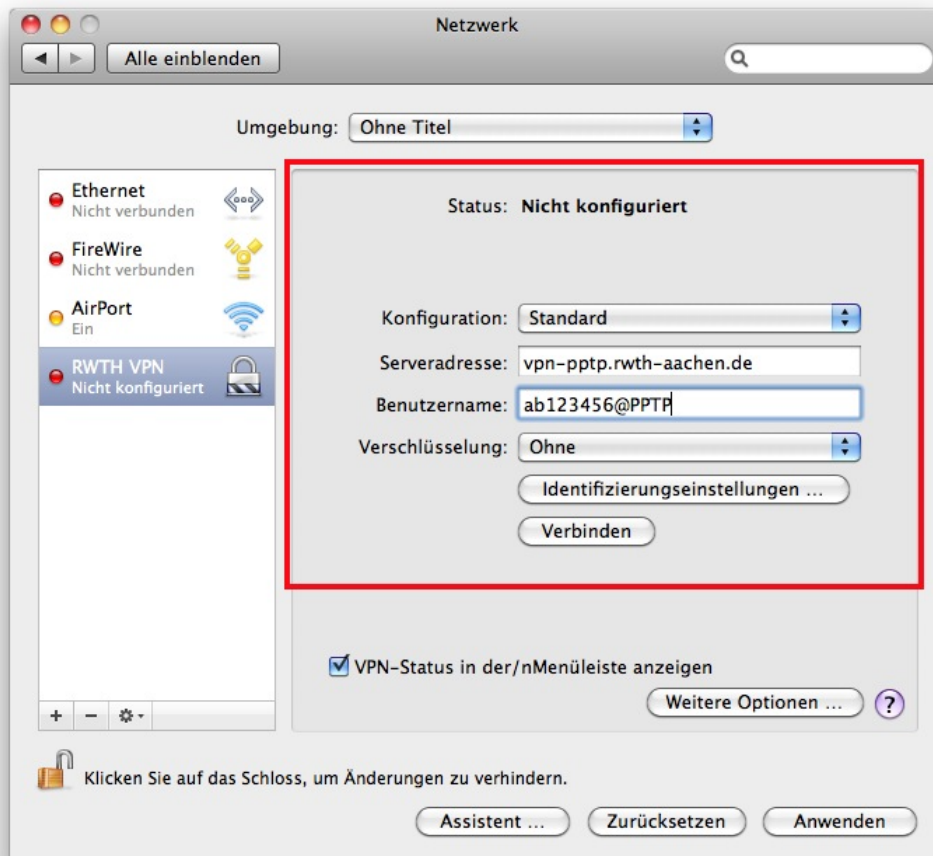 Netzwerk
Alle einblenden
Umgebung: Ohne Titel
Ethernet
Nicht verbunden
FireWire
Nicht verbunden
AirPort
Ein
RWTH VPN
Nicht konfiguriert
Status: Nicht konfiguriert
Konfiguration: Standard
Serveradresse: vpn-pptp.rwth-aachen.de
Benutzername: ab123456@PPTP
Verschlüsselung: Ohne
Identifizierungseinstellungen ...
Verbinden
VPN-Status in der/nMenüleiste anzeigen
Weitere Optionen ... ?
Klicken Sie auf das Schloss, um Änderungen zu verhindern.
Assistent ... Zurücksetzen Anwenden